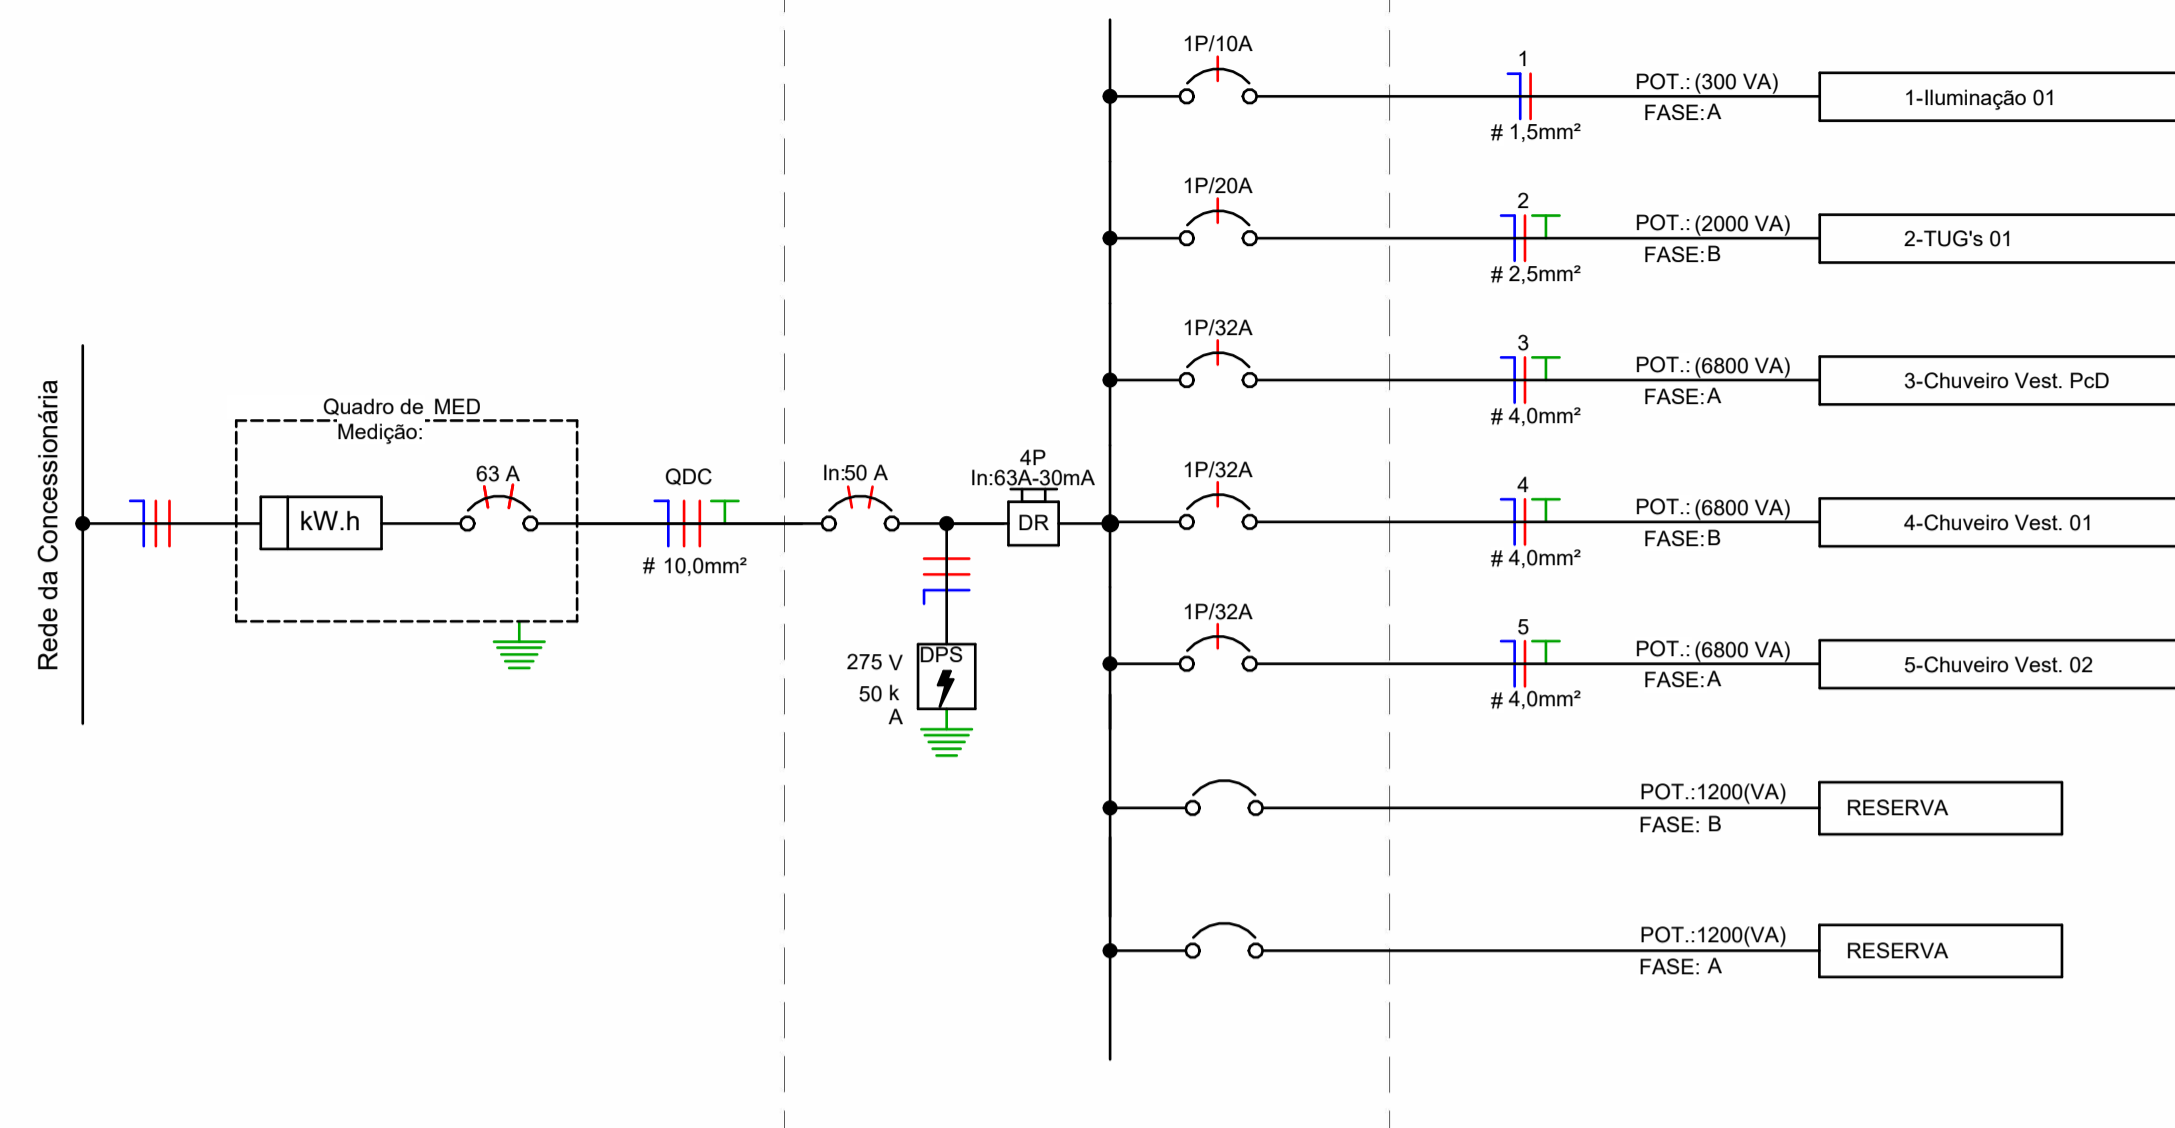 Rede da Concessionária
Quadro de MED
Medição:
kW.h
63 A
QDC
# 10,0mm²
In:50 A
DPS
275 V
50 k
A
4P
In:63A-30mA
DR
1P/10A
1
# 1,5mm²
POT.: (300 VA)
FASE: A
1-Iluminação 01
1P/20A
2
# 2,5mm²
POT.: (2000 VA)
FASE: B
2-TUG's 01
1P/32A
3
# 4,0mm²
POT.: (6800 VA)
FASE: A
3-Chuveiro Vest. PcD
1P/32A
4
# 4,0mm²
POT.: (6800 VA)
FASE: B
4-Chuveiro Vest. 01
1P/32A
5
# 4,0mm²
POT.: (6800 VA)
FASE: A
5-Chuveiro Vest. 02
POT.:1200(VA)
FASE: B
RESERVA
POT.:1200(VA)
FASE: A
RESERVA